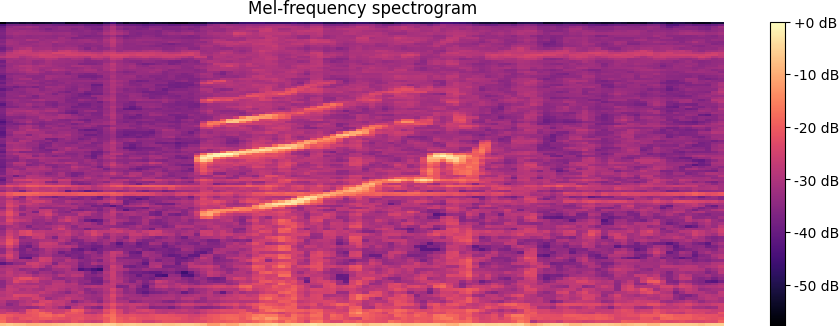 Mel-frequency spectrogram
+0 dB
-10 dB
-20 dB
-30 dB
-40 dB
-50 dB